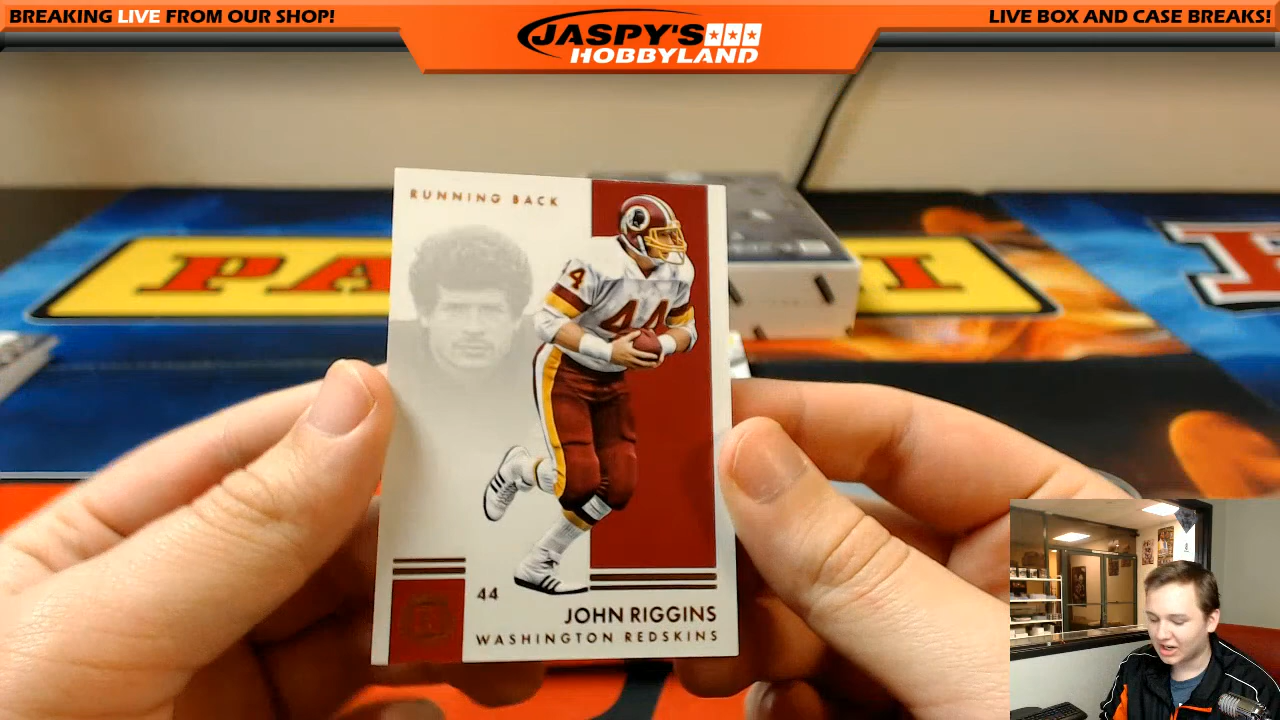 BREAKING LIVE FROM OUR SHOP!
JASPY'S
HOBBYLAND
LIVE BOX AND CASE BREAKS!
RUNNING BACK
44
44
JOHN RIGGINS
WASHINGTON REDSKINS